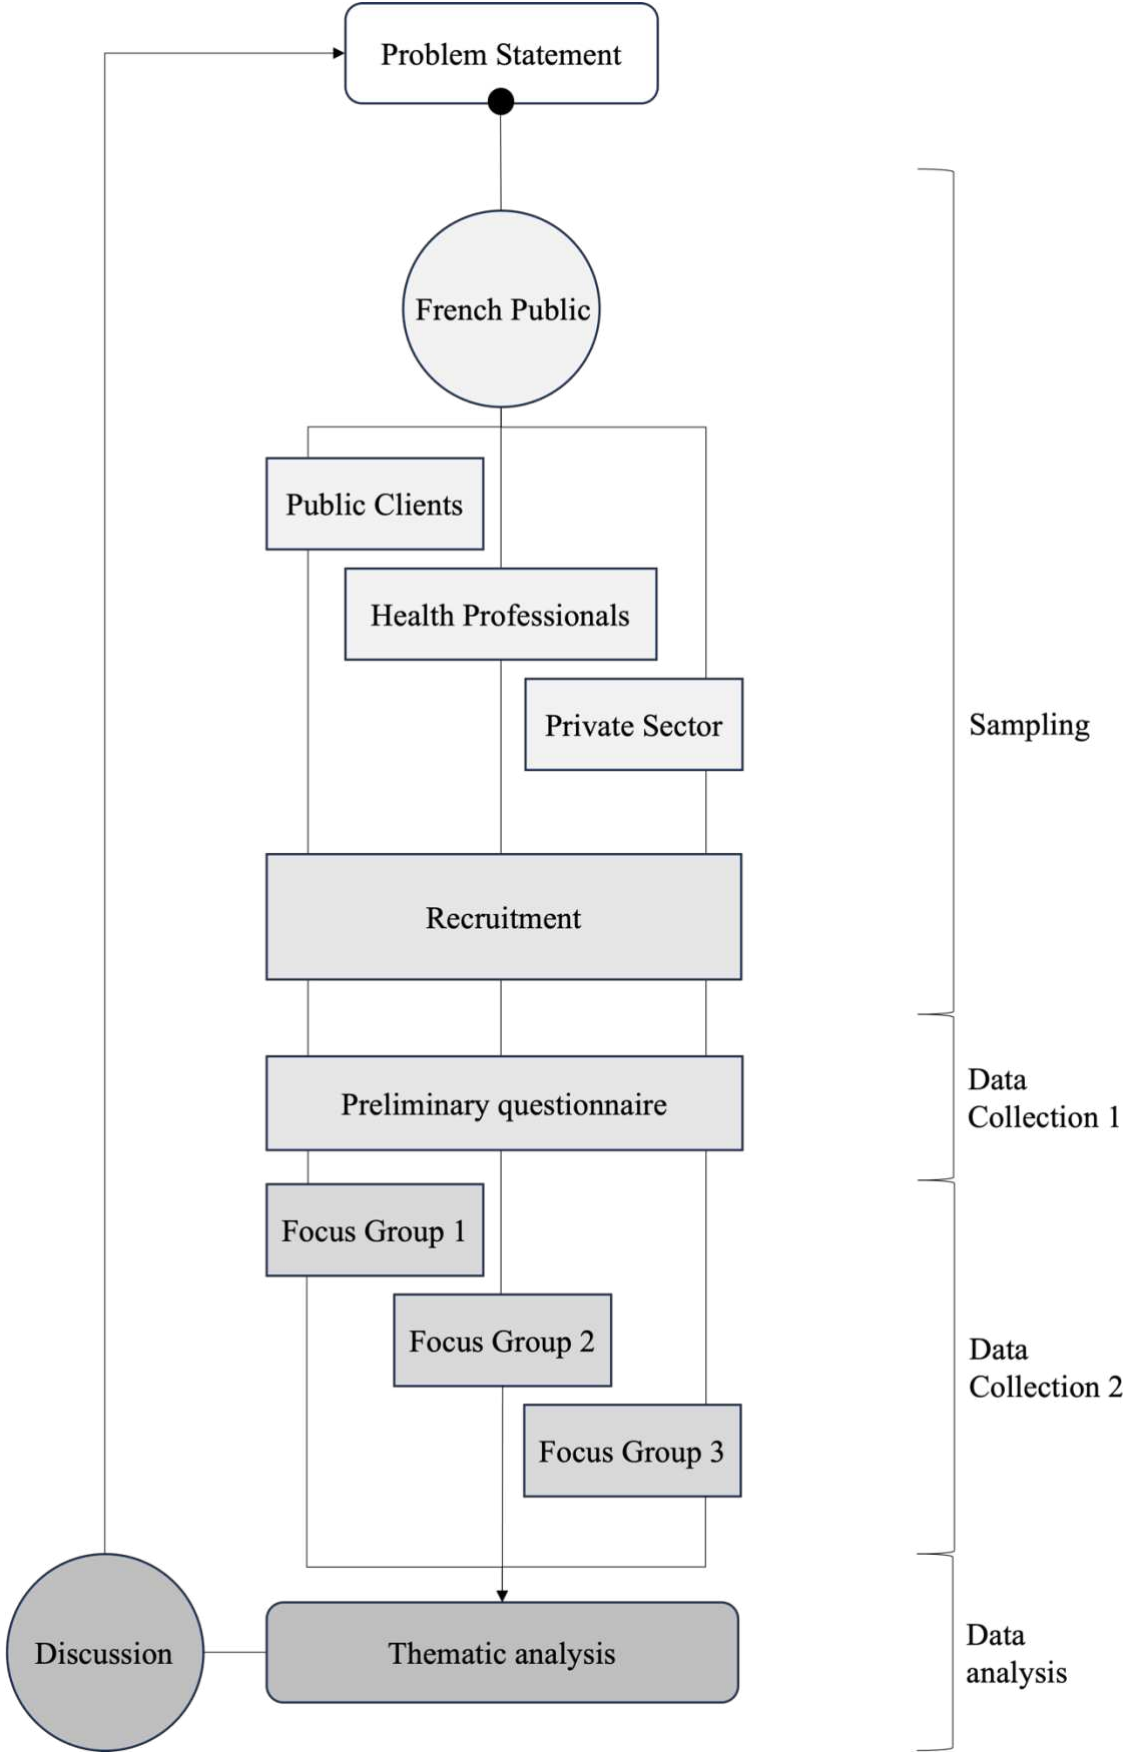 Problem Statement
French Public
Public Clients
Health Professionals
Private Sector
Sampling
Recruitment
Data
Collection 1
Preliminary questionnaire
Focus Group 1
Focus Group 2
Data
Collection 2
Focus Group 3
Discussion
Thematic analysis
Data
analysis